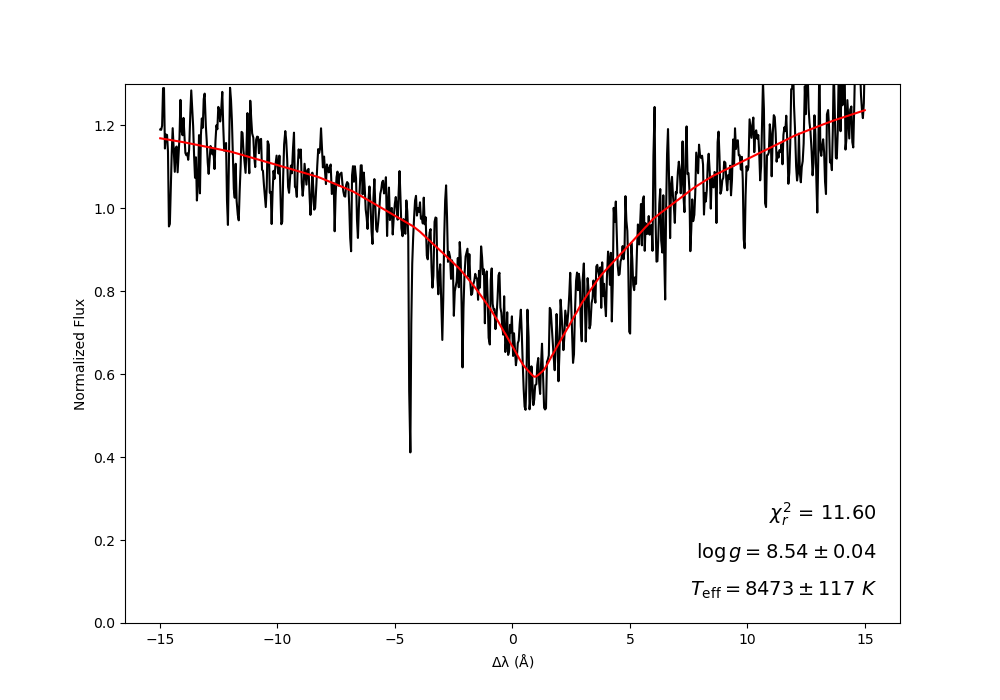 1.2
1.0
0.8
0.6
0.4
0.2
0.0
Normalized Flux
χ²ᵣ = 11.60
log g = 8.54 ± 0.04
T_eff = 8473 ± 117 K
−15 −10 −5 0 5 10 15
Δλ (Å)